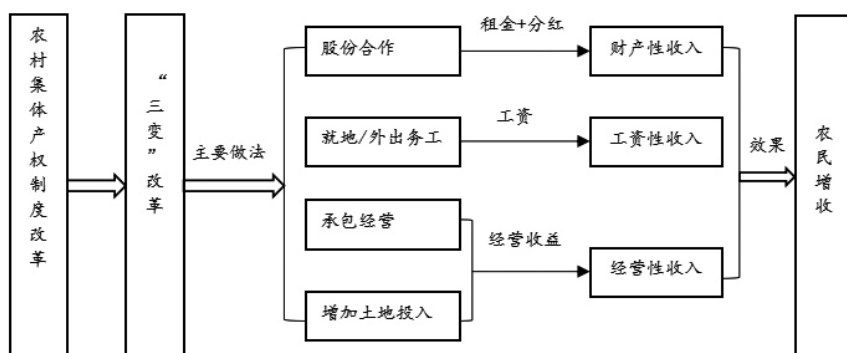 农村集体产权制度改革
“三变”改革
主要做法
股份合作
租金+分红
财产性收入
就地/外出务工
工资
工资性收入
承包经营
增加土地投入
经营收益
经营性收入
效果
农民增收